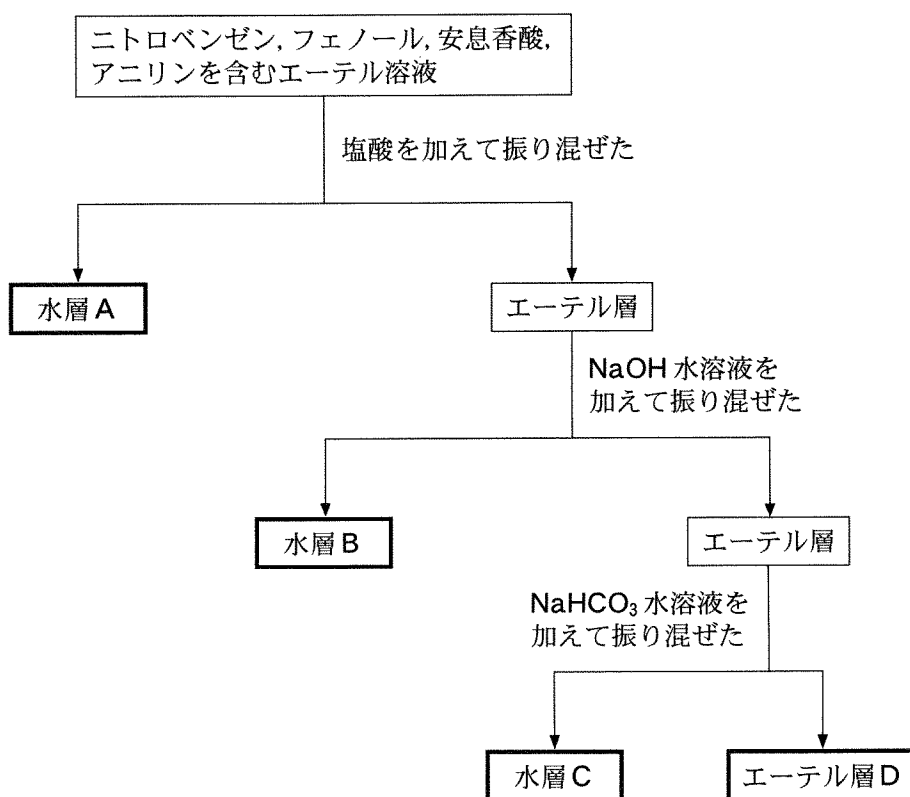 ニトロベンゼン, フェノール, 安息香酸,
アニリンを含むエーテル溶液
塩酸を加えて振り混ぜた
水層A
エーテル層
NaOH 水溶液を
加えて振り混ぜた
水層B
エーテル層
NaHCO₃ 水溶液を
加えて振り混ぜた
水層C
エーテル層D